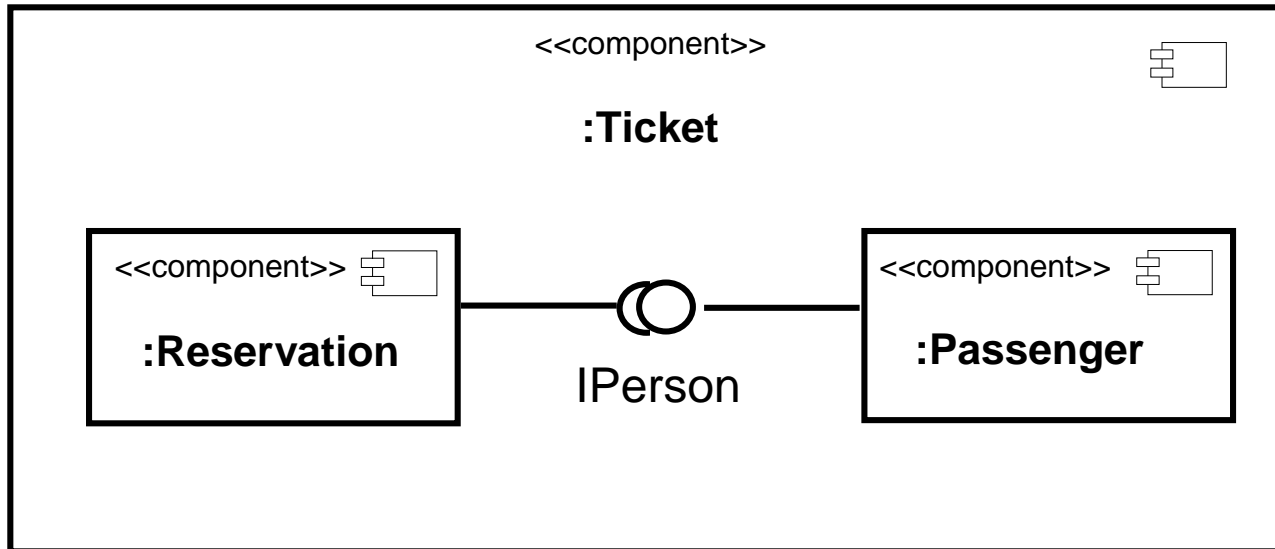 <<component>>
:Ticket
<<component>>
:Reservation
IPerson
<<component>>
:Passenger